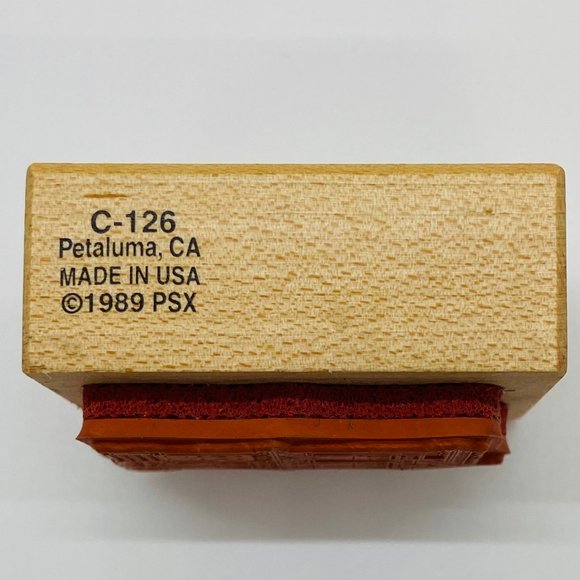 C-126
Petaluma, CA
MADE IN USA
©1989 PSX